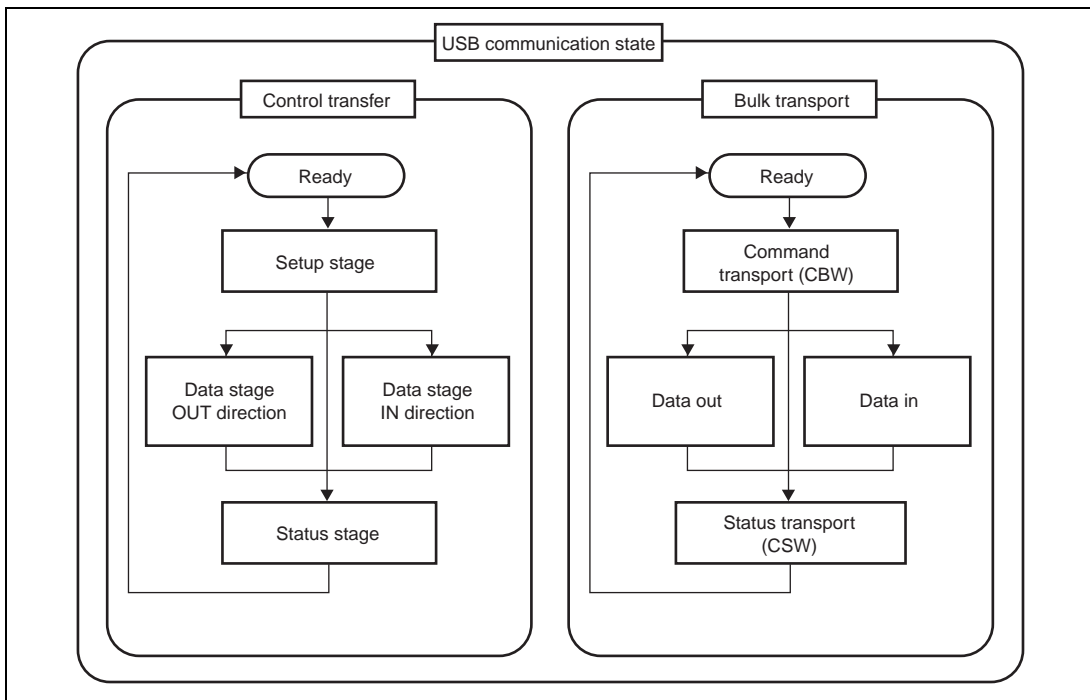 USB communication state
Control transfer
Ready
Setup stage
Data stage
OUT direction
Data stage
IN direction
Status stage
Bulk transport
Ready
Command
transport (CBW)
Data out
Data in
Status transport
(CSW)